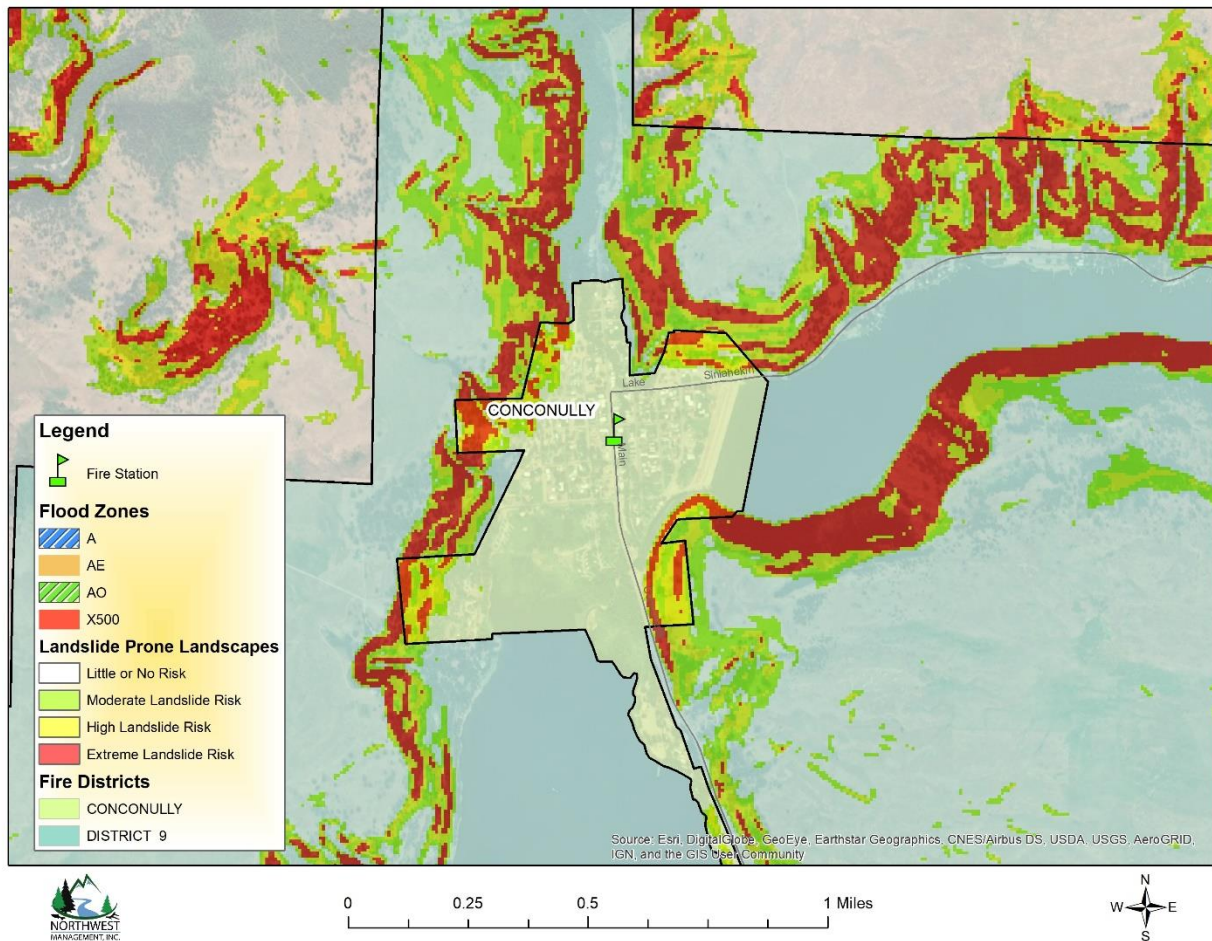 Lake
Sinlahekin
CONCONULLY
Main
Legend
Fire Station
Flood Zones
A
AE
AO
X500
Landslide Prone Landscapes
Little or No Risk
Moderate Landslide Risk
High Landslide Risk
Extreme Landslide Risk
Fire Districts
CONCONULLY
DISTRICT 9
Source: Esri, DigitalGlobe, GeoEye, Earthstar Geographics, CNES/Airbus DS, USDA, USGS, AeroGRID,
IGN, and the GIS User Community
NORTHWEST
MANAGEMENT, INC.
0 0.25 0.5 1 Miles
N
W E
S